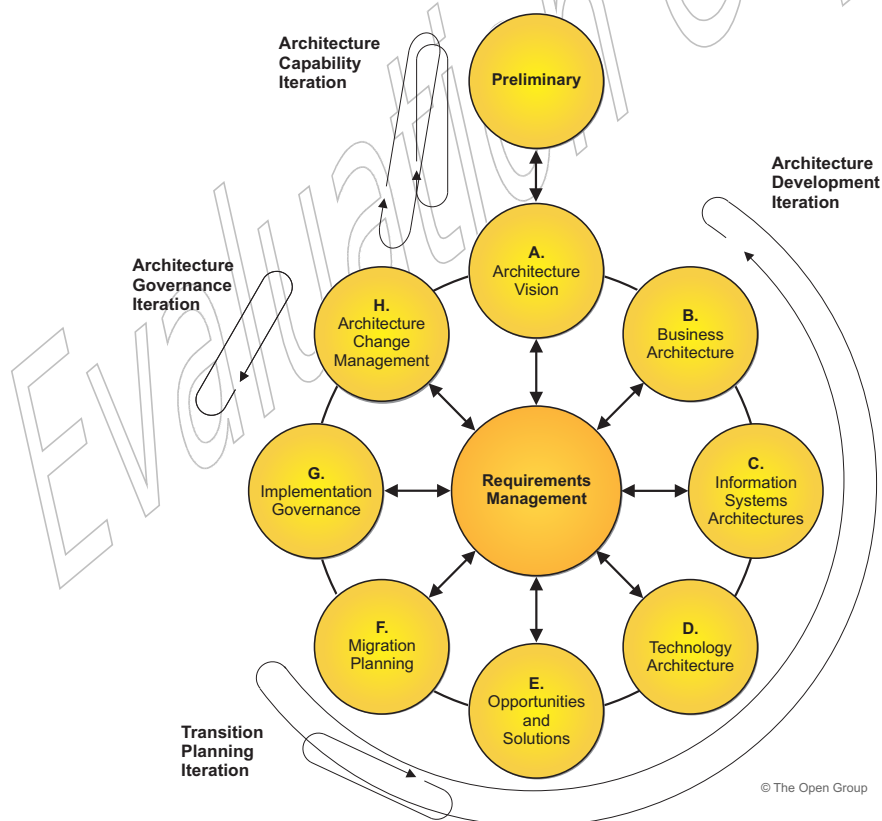 Architecture
Capability
Iteration
Preliminary
Architecture
Development
Iteration
A.
Architecture
Vision
Architecture
Governance
Iteration
H.
Architecture
Change
Management
B.
Business
Architecture
G.
Implementation
Governance
Requirements
Management
C.
Information
Systems
Architectures
F.
Migration
Planning
D.
Technology
Architecture
E.
Opportunities
and
Solutions
Transition
Planning
Iteration
© The Open Group
Evaluation